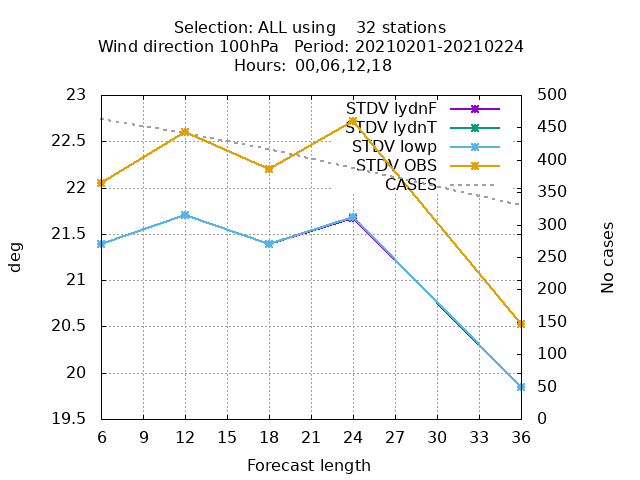 Selection: ALL using    32 stations
Wind direction 100hPa   Period: 20210201-20210224
Hours:  00,06,12,18
23
22.5
22
21.5
21
20.5
20
19.5
500
450
400
350
300
250
200
150
100
50
0
deg
No cases
STDV lydnF
STDV lydnT
STDV lowp
STDV OBS
CASES
6 9 12 15 18 21 24 27 30 33 36
Forecast length